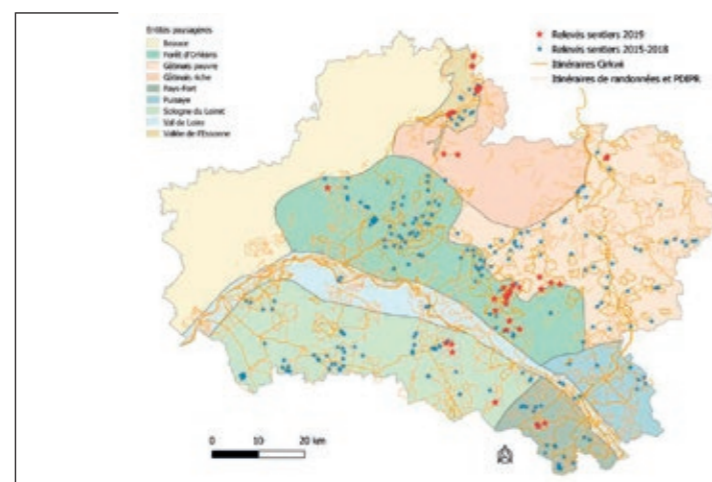 Entités paysagères
Beauce
Forêt d'Orléans
Gâtinais pauvre
Gâtinais riche
Pays-Fort
Puisaye
Sologne du Loiret
Val de Loire
Vallée de l'Essonne
Relevés sentiers 2019
Relevés sentiers 2015-2018
Itinéraires Cirkwi
Itinéraires de randonnées et PDIPR
0 10 20 km